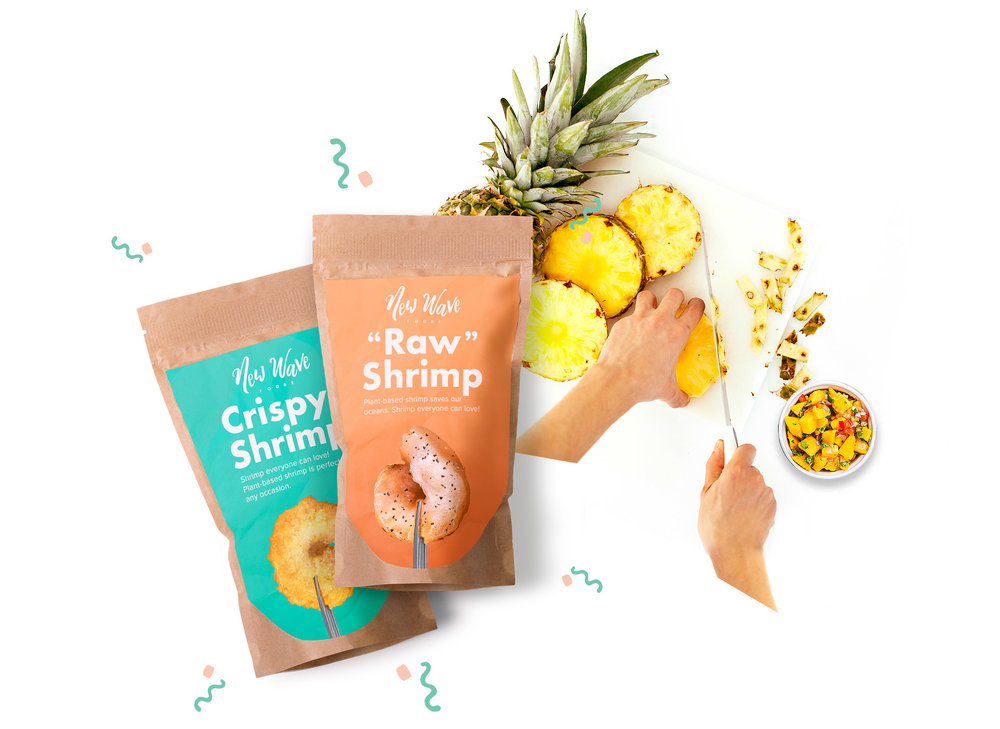 New Wave
FOODS
"Raw"
Shrimp
Plant-based shrimp saves our
oceans. Shrimp everyone can love!
New Wave
FOODS
Crispy
Shrimp
Shrimp everyone can love!
Plant-based shrimp is perfect
any occasion.